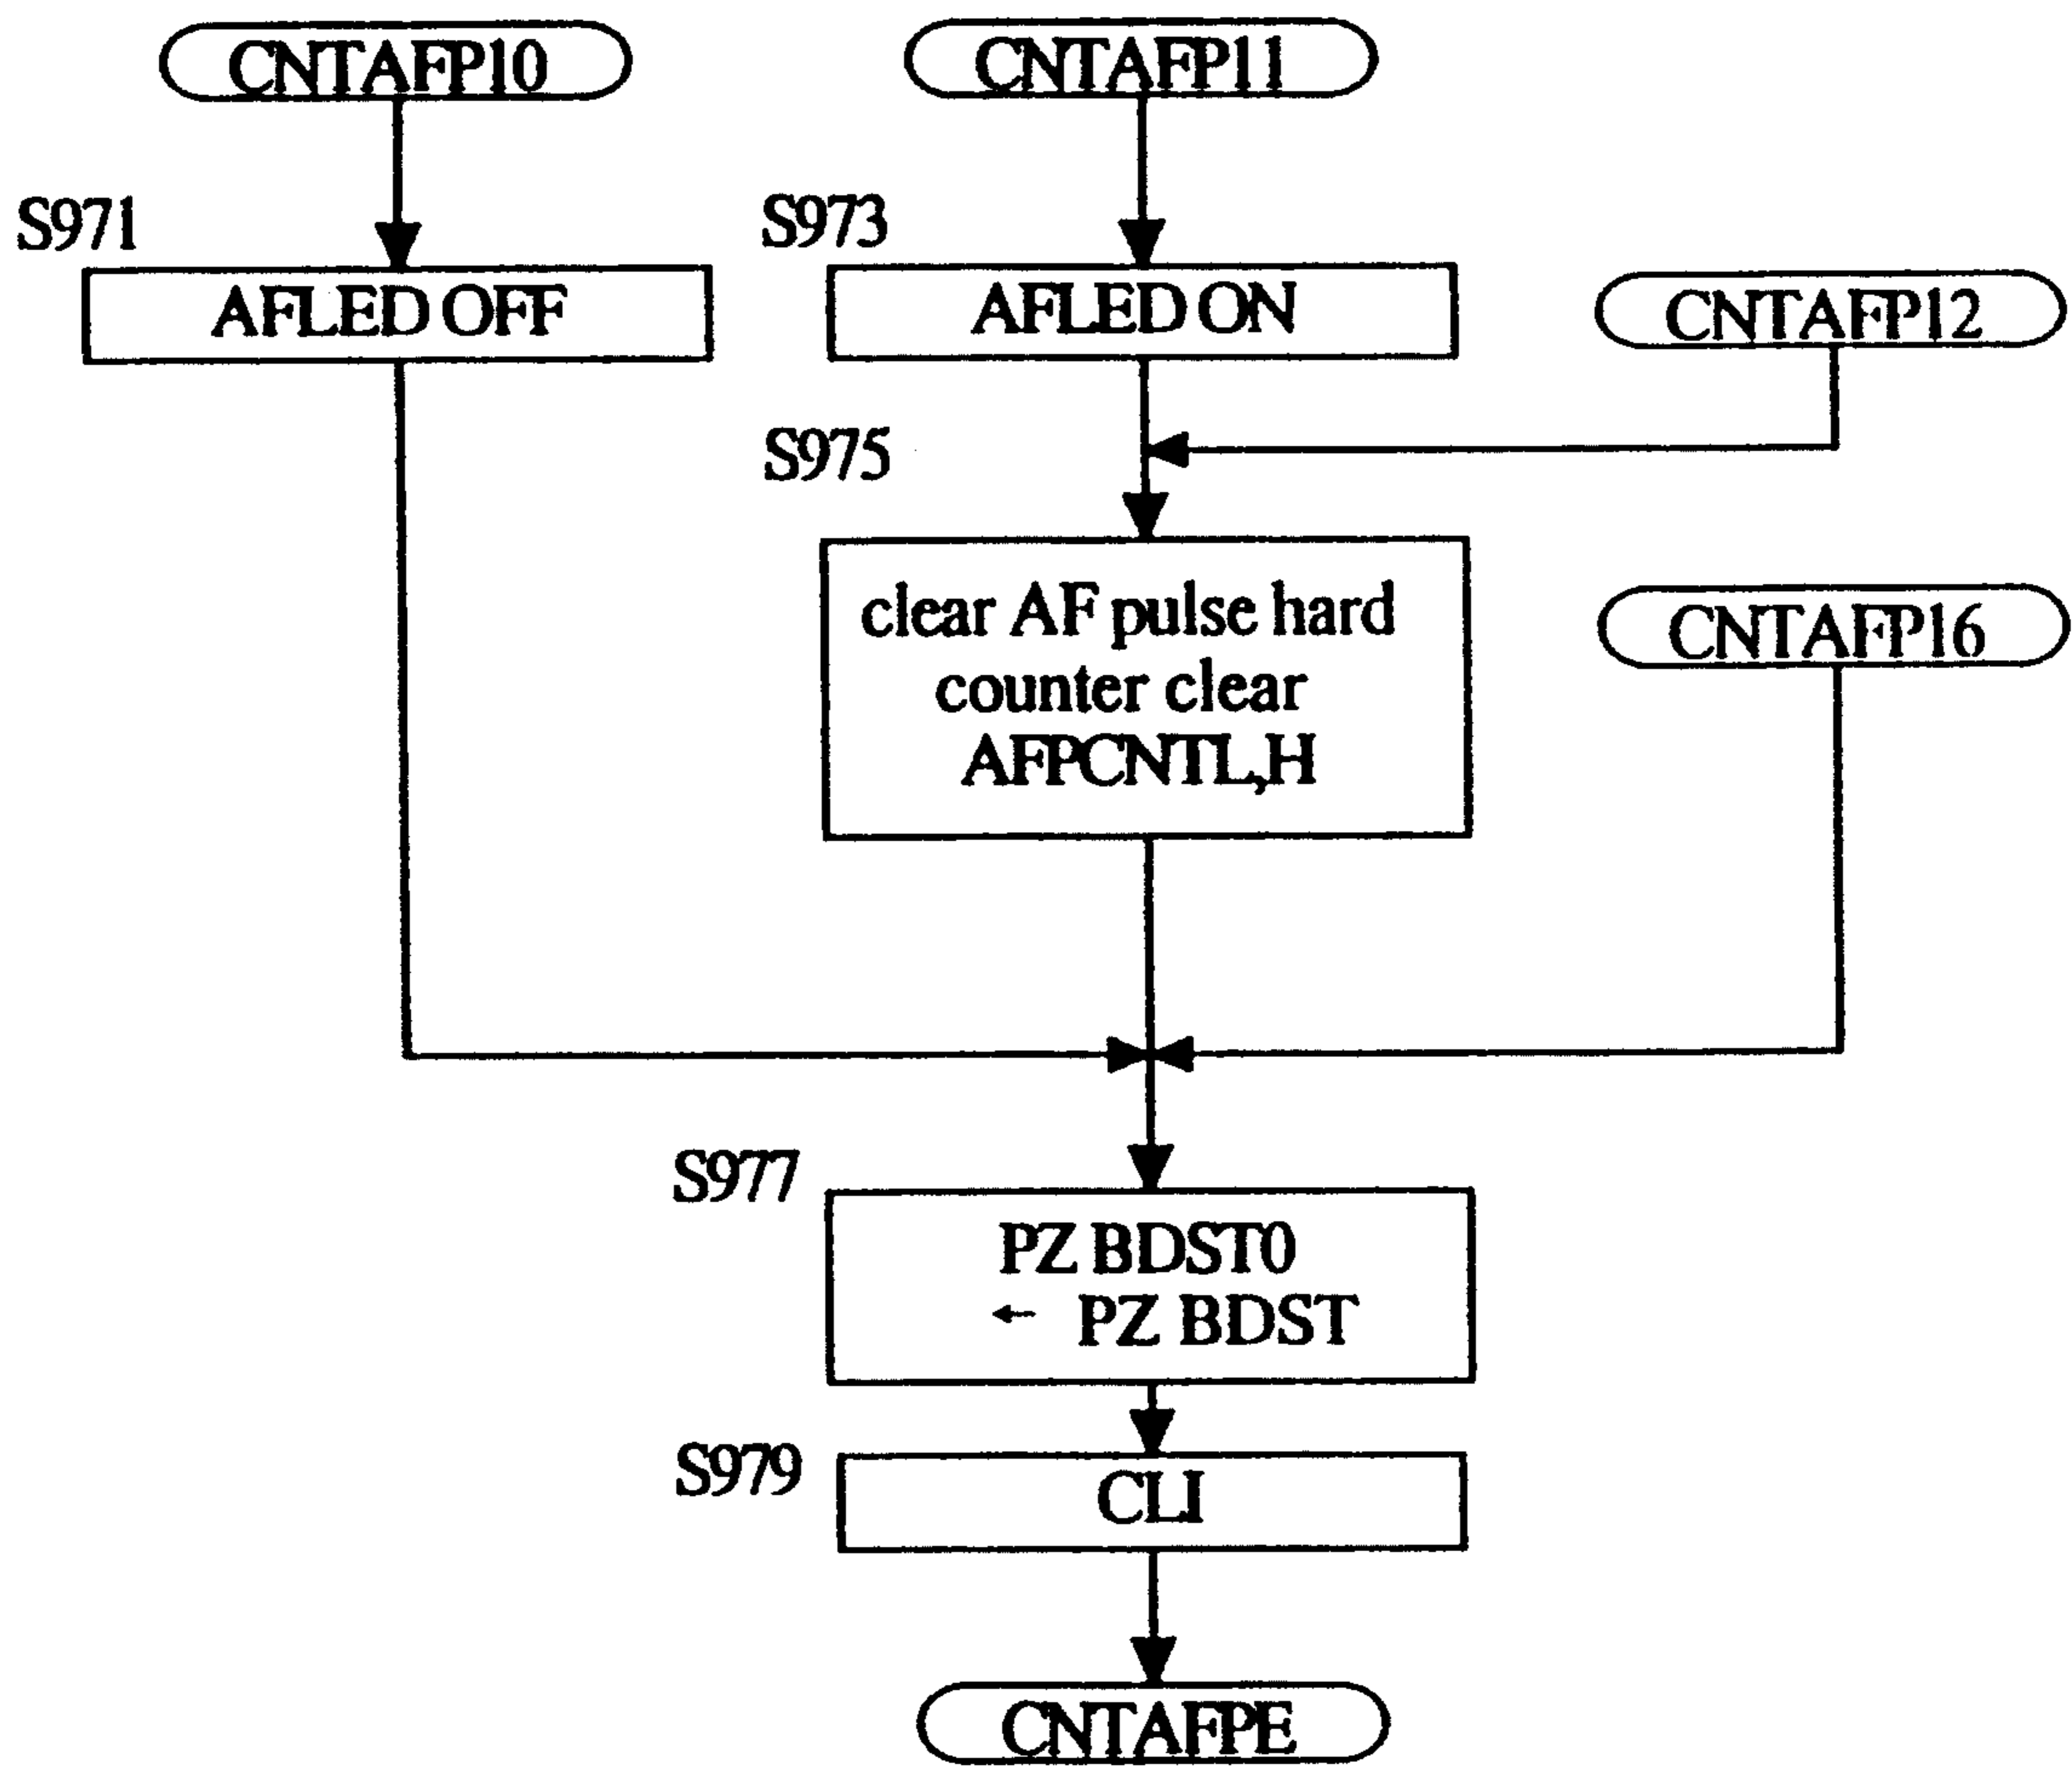 CNTAFP10
CNTAFP11
S971
S973
AFLED OFF
AFLED ON
CNTAFP12
S975
clear AF pulse hard
counter clear
AFPCNTL,H
CNTAFP16
S977
PZ BDST0
← PZ BDST
S979
CLI
CNTAFPE